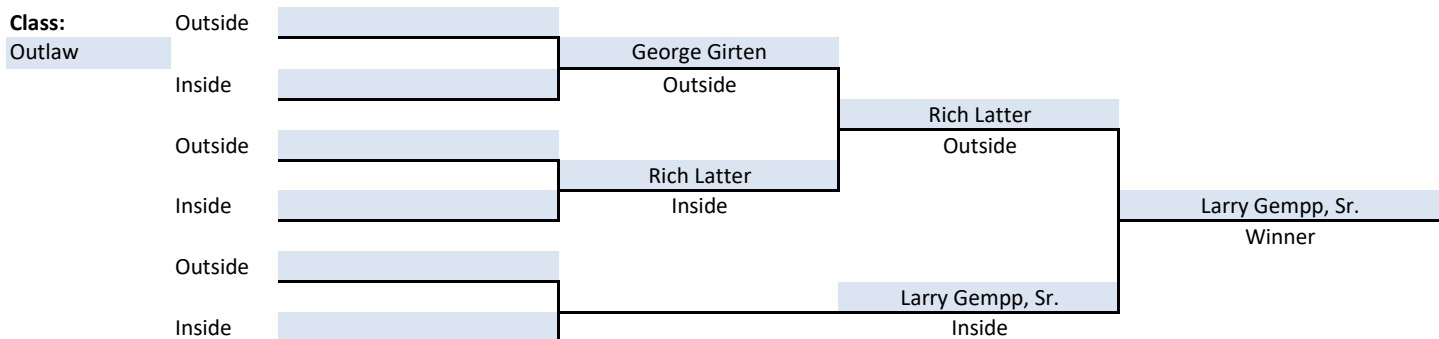 Class: Outside
Outlaw George Girten
Inside Outside
Rich Latter
Outside Outside
Rich Latter
Inside Inside Larry Gempp, Sr.
Winner
Outside
Larry Gempp, Sr.
Inside Inside